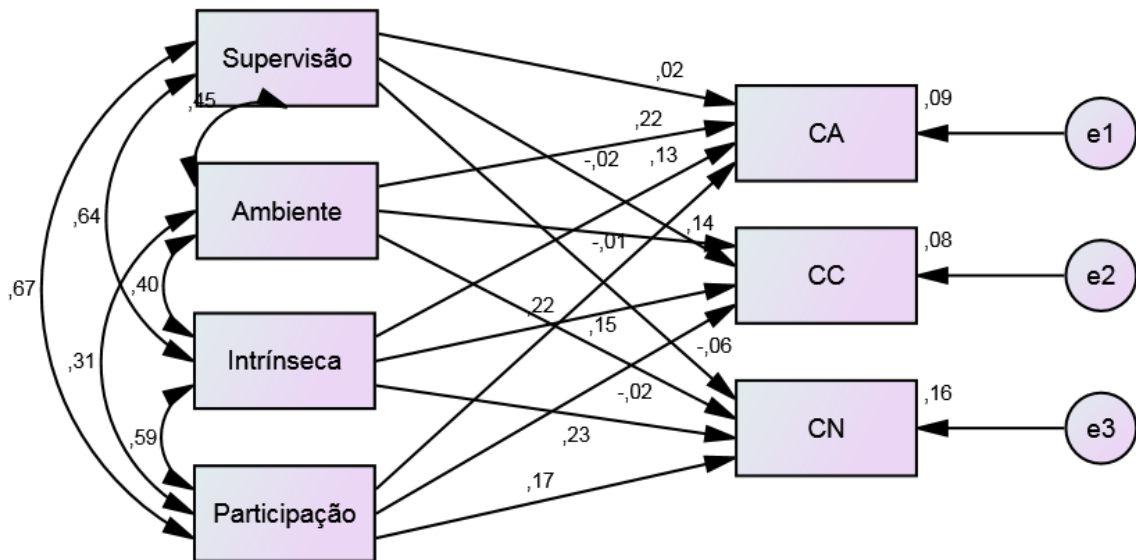 Supervisão
,02
,09
,45
CA
e1
,22
-,02
,13
Ambiente
,64
-,01
,14
,08
CC
e2
,67
,40
,22
,15
-,06
,31
Intrínseca
-,02
,16
CN
e3
,59
,23
,17
Participação